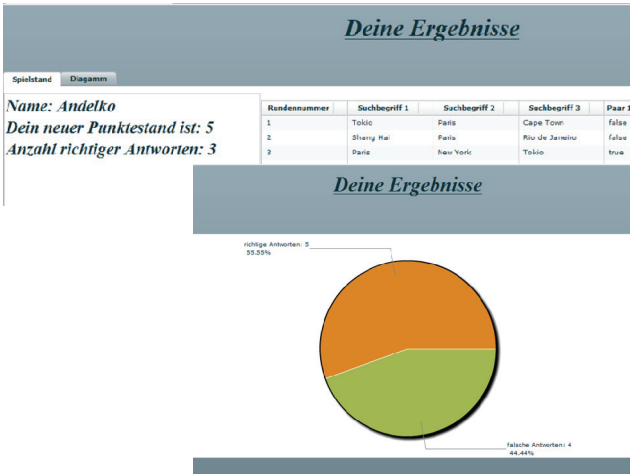 Deine Ergebnisse
Spielstand Diagamm
Name: Andelko
Dein neuer Punktestand ist: 5
Anzahl richtiger Antworten: 3
Rundennummer Suchbegriff 1 Suchbegriff 2 Suchbegriff 3 Paar 1
1 Tokio Paris Cape Town false
2 Shang Hai Paris Rio de Janeiro false
3 Paris New York Tokio true
Deine Ergebnisse
richtige Antworten: 5
55.55%
falsche Antworten: 4
44.44%